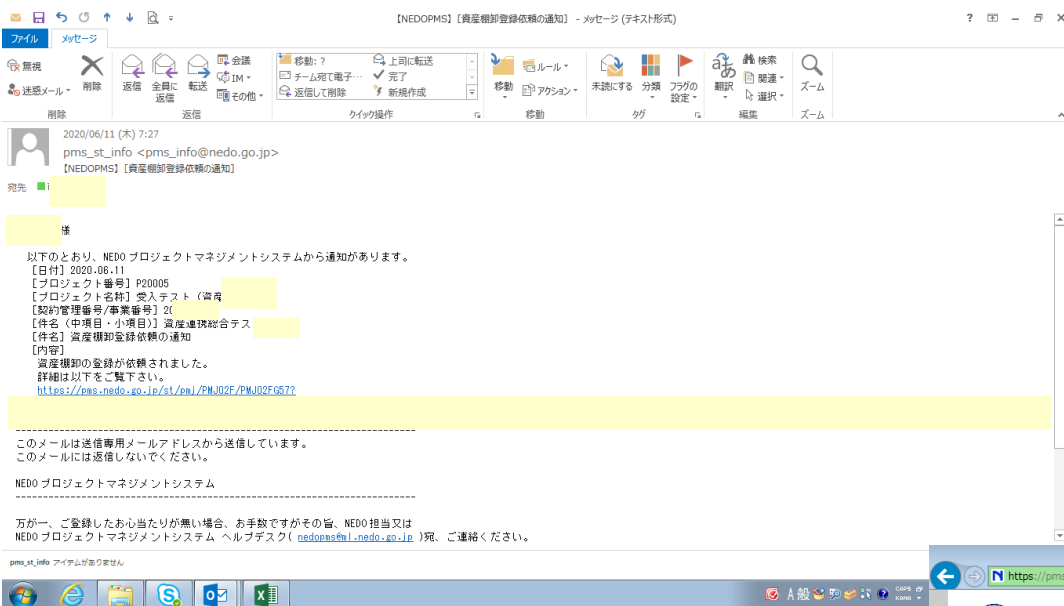 【NEDOPMS】［資産棚卸登録依頼の通知］ - メッセージ (テキスト形式)
ファイル メッセージ
無視
迷惑メール
削除
返信
全員に返信
転送
会議
IM
その他
移動: ?
チーム宛て電子…
返信して削除
上司に転送
完了
新規作成
移動
ルール
アクション
未読にする
分類
フラグの設定
翻訳
検索
関連
選択
ズーム
削除 返信 クイック操作 移動 タグ 編集 ズーム
2020/06/11 (木) 7:27
pms_st_info <pms_info@nedo.go.jp>
【NEDOPMS】［資産棚卸登録依頼の通知］
宛先
様
以下のとおり、NEDOプロジェクトマネジメントシステムから通知があります。
［日付］2020.06.11
［プロジェクト番号］P20005
［プロジェクト名称］受入テスト（資産
［契約管理番号/事業番号］20
［件名（中項目・小項目）］資産連携総合テス
［件名］資産棚卸登録依頼の通知
［内容］
資産棚卸の登録が依頼されました。
詳細は以下をご覧下さい。
https://pms.nedo.go.jp/st/pmj/PMJ02F/PMJ02FG57?
----------------------------------------------------------------
このメールは送信専用メールアドレスから送信しています。
このメールには返信しないでください。
NEDOプロジェクトマネジメントシステム
----------------------------------------------------------------
万が一、ご登録したお心当たりが無い場合、お手数ですがその旨、NEDO担当又は
NEDOプロジェクトマネジメントシステム ヘルプデスク( nedopms@ml.nedo.go.jp )宛、ご連絡ください。
pms_st_info アイテムがありません
A 般 CAPS KANA
https://pms